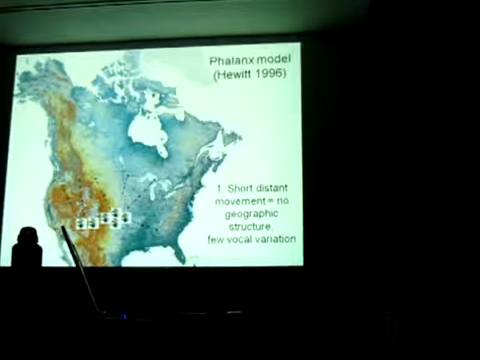 Phalanx model
(Hewitt 1996)
1. Short distant
movement = no
geographic
structure,
few vocal variation